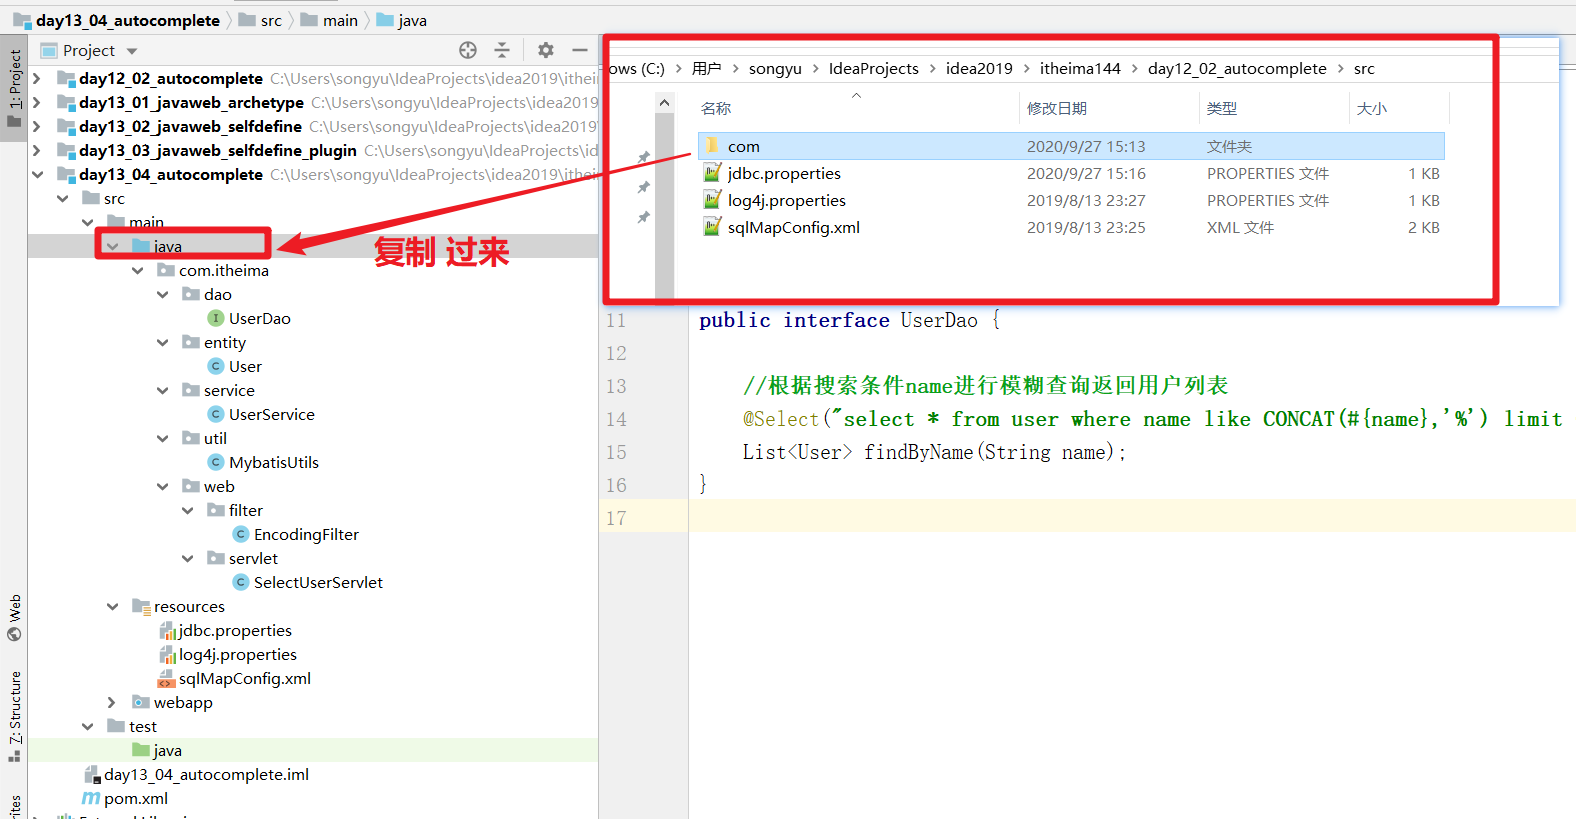 day13_04_autocomplete src main java
Project
1: Project
day12_02_autocomplete C:\Users\songyu\IdeaProjects\idea2019\itheim
day13_01_javaweb_archetype C:\Users\songyu\IdeaProjects\idea2019
day13_02_javaweb_selfdefine C:\Users\songyu\IdeaProjects\idea2019\
day13_03_javaweb_selfdefine_plugin C:\Users\songyu\IdeaProjects\id
day13_04_autocomplete C:\Users\songyu\IdeaProjects\idea2019\itheim
src
main
java
com.itheima
dao
UserDao
entity
User
service
UserService
util
MybatisUtils
web
filter
EncodingFilter
servlet
SelectUserServlet
resources
jdbc.properties
log4j.properties
sqlMapConfig.xml
webapp
test
java
day13_04_autocomplete.iml
pom.xml
Web
Z: Structure
rites
复制 过来
ows (C:) 用户 songyu IdeaProjects idea2019 itheima144 day12_02_autocomplete src
名称 修改日期 类型 大小
com 2020/9/27 15:13 文件夹
jdbc.properties 2020/9/27 15:16 PROPERTIES 文件 1 KB
log4j.properties 2019/8/13 23:27 PROPERTIES 文件 1 KB
sqlMapConfig.xml 2019/8/13 23:25 XML 文件 2 KB
11 public interface UserDao {
12
13 //根据搜索条件name进行模糊查询返回用户列表
14 @Select("select * from user where name like CONCAT(#{name},'%') limit
15 List<User> findByName(String name);
16 }
17